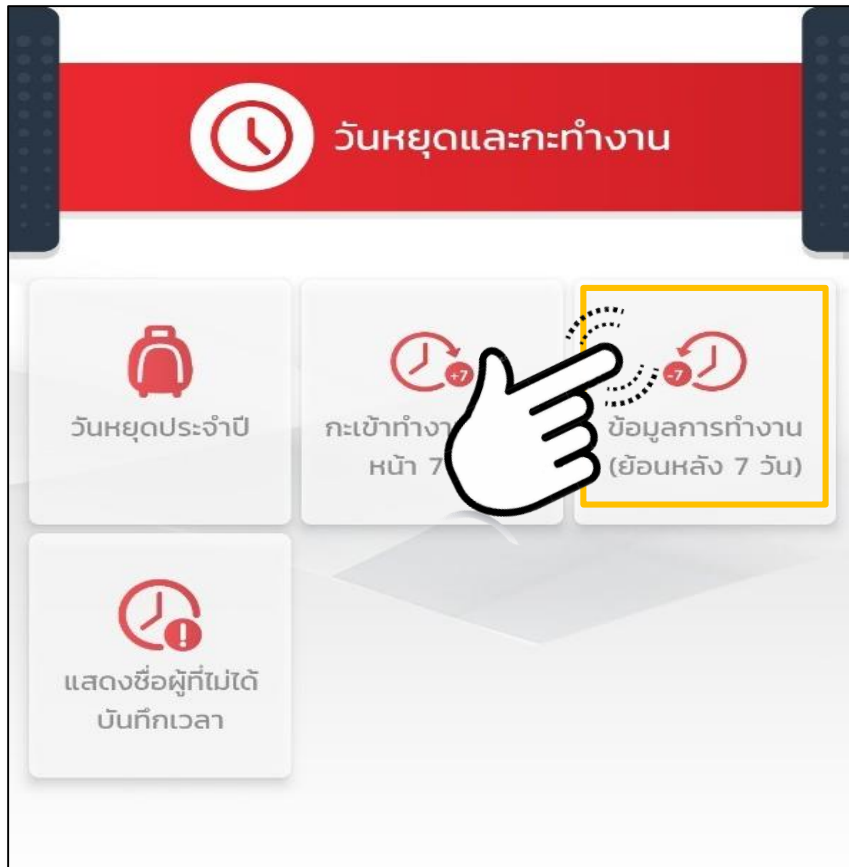 วันหยุดและกะทำงาน
วันหยุดประจำปี
กะเข้าทำงา
หน้า 7
+7
-7
ข้อมูลการทำงาน
(ย้อนหลัง 7 วัน)
แสดงชื่อผู้ที่ไม่ได้
บันทึกเวลา